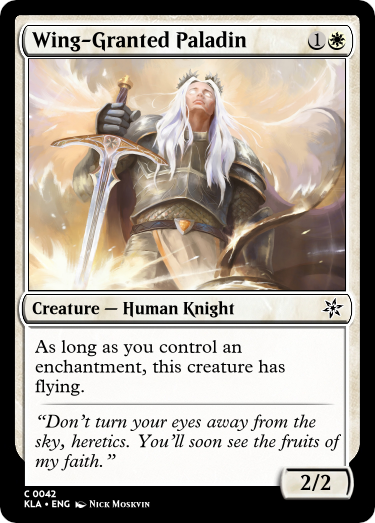 Wing-Granted Paladin 1
Creature — Human Knight
As long as you control an
enchantment, this creature has
flying.
“Don’t turn your eyes away from the
sky, heretics. You’ll soon see the fruits of
my faith.”
2/2
C 0042
KLA • ENG Nick Moskvin